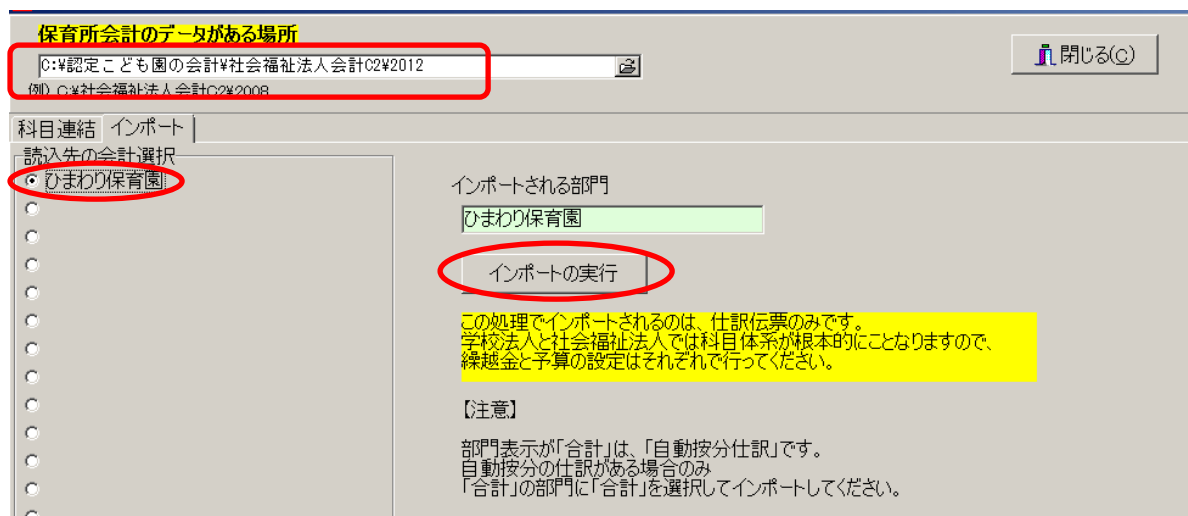 保育所会計のデータがある場所
C:¥認定こども園の会計¥社会福祉法人会計C2¥2012
閉じる(C)
例) C:¥社会福祉法人会計C2¥2008
科目連結 インポート
読込先の会計選択
ひまわり保育園
インポートされる部門
ひまわり保育園
インポートの実行
この処理でインポートされるのは、仕訳伝票のみです。
学校法人と社会福祉法人では科目体系が根本的にことなりますので、
繰越金と予算の設定はそれぞれで行ってください。
【注意】
部門表示が「合計」は、「自動按分仕訳」です。
自動按分の仕訳がある場合のみ
「合計」の部門に「合計」を選択してインポートしてください。